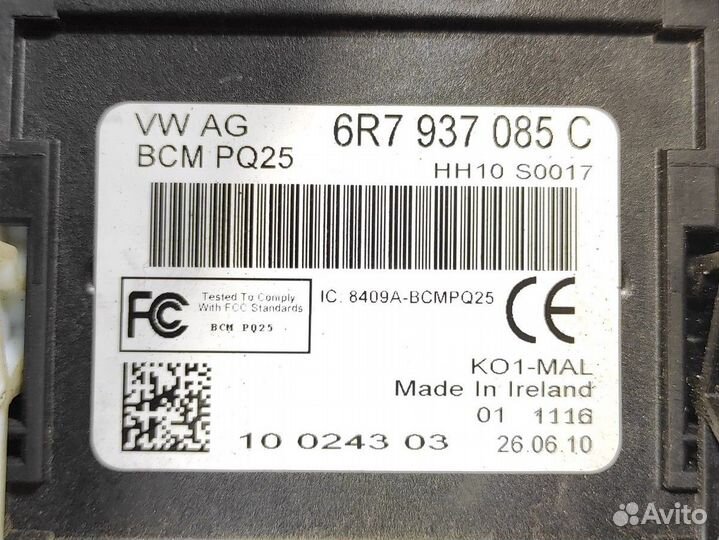 VW AG 6R7 937 085 C
BCM PQ25 HH10 S0017
FC Tested To Comply With FCC Standards
BCM PQ25
IC: 8409A-BCMPQ25 CE
KO1-MAL
Made In Ireland
01 1116
10 0243 03 26.06.10
Avito